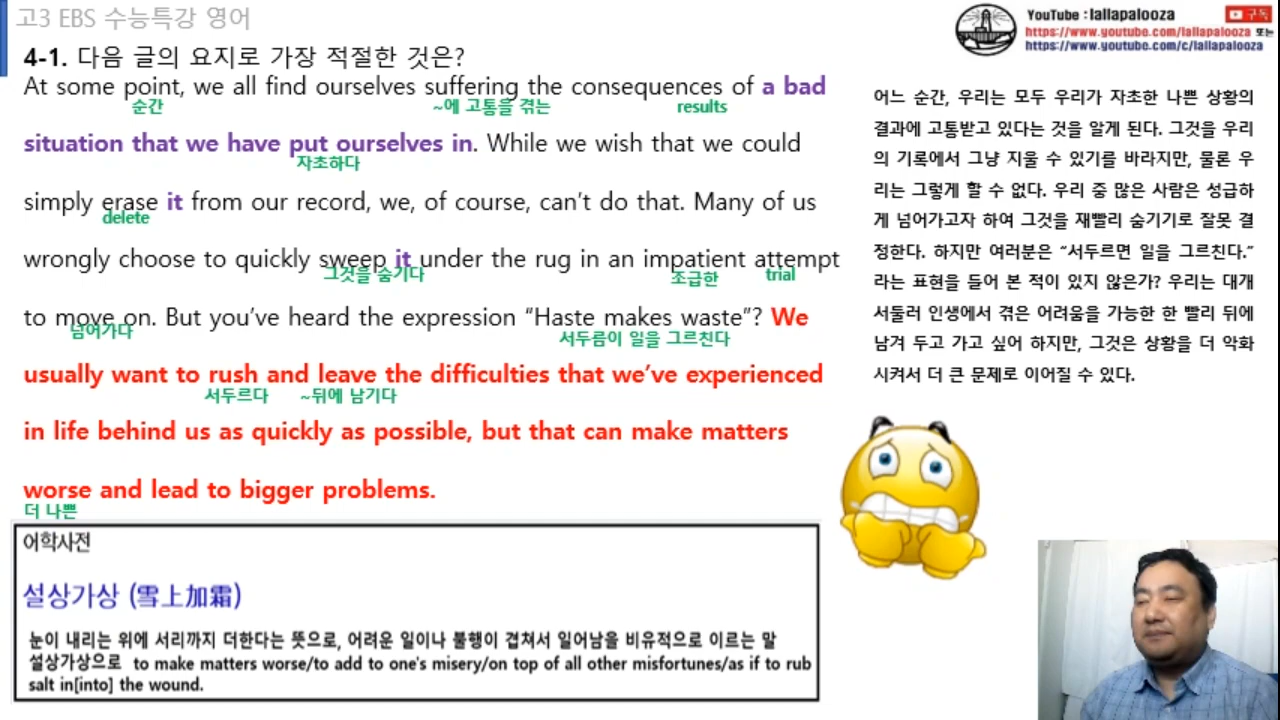 고3 EBS 수능특강 영어
YouTube : lallapalooza
구독
https://www.youtube.com/lallapalooza 또는
https://www.youtube.com/c/lallapalooza
4-1. 다음 글의 요지로 가장 적절한 것은?
At some point, we all find ourselves suffering the consequences of a bad
순간 ~에 고통을 겪는 results
situation that we have put ourselves in. While we wish that we could
자초하다
simply erase it from our record, we, of course, can't do that. Many of us
delete
wrongly choose to quickly sweep it under the rug in an impatient attempt
그것을 숨기다 조급한 trial
to move on. But you've heard the expression “Haste makes waste”? We
넘어가다 서두름이 일을 그르친다
usually want to rush and leave the difficulties that we've experienced
서두르다 ~뒤에 남기다
in life behind us as quickly as possible, but that can make matters
worse and lead to bigger problems.
더 나쁜
어느 순간, 우리는 모두 우리가 자초한 나쁜 상황의
결과에 고통받고 있다는 것을 알게 된다. 그것을 우리
의 기록에서 그냥 지울 수 있기를 바라지만, 물론 우
리는 그렇게 할 수 없다. 우리 중 많은 사람은 성급하
게 넘어가고자 하여 그것을 재빨리 숨기기로 잘못 결
정한다. 하지만 여러분은 “서두르면 일을 그르친다.”
라는 표현을 들어 본 적이 있지 않은가? 우리는 대개
서둘러 인생에서 겪은 어려움을 가능한 한 빨리 뒤에
남겨 두고 가고 싶어 하지만, 그것은 상황을 더 악화
시켜서 더 큰 문제로 이어질 수 있다.
어학사전
설상가상 (雪上加霜)
눈이 내리는 위에 서리까지 더한다는 뜻으로, 어려운 일이나 불행이 겹쳐서 일어남을 비유적으로 이르는 말
설상가상으로 to make matters worse/to add to one's misery/on top of all other misfortunes/as if to rub
salt in[into] the wound.